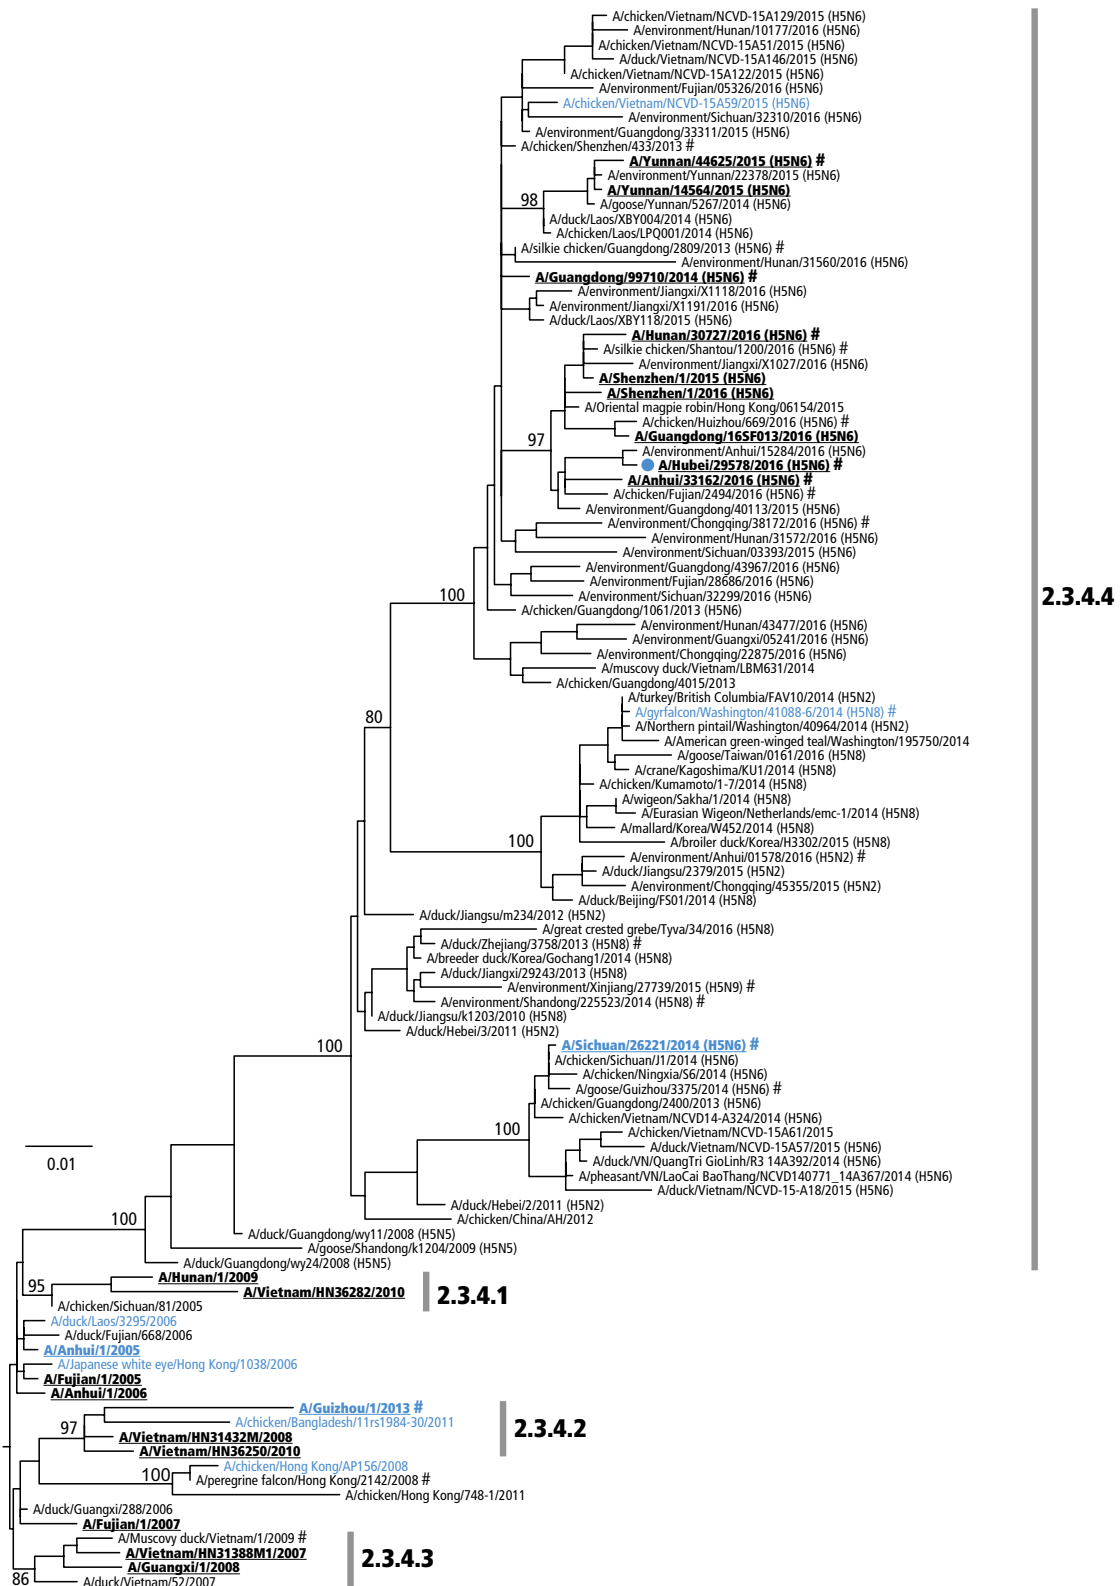 A/chicken/Vietnam/NCVD-15A129/2015 (H5N6)
A/environment/Hunan/10177/2016 (H5N6)
A/chicken/Vietnam/NCVD-15A51/2015 (H5N6)
A/duck/Vietnam/NCVD-15A146/2015 (H5N6)
A/chicken/Vietnam/NCVD-15A122/2015 (H5N6)
A/environment/Fujian/05326/2016 (H5N6)
A/chicken/Vietnam/NCVD-15A59/2015 (H5N6)
A/environment/Sichuan/32310/2016 (H5N6)
A/environment/Guangdong/33311/2015 (H5N6)
A/chicken/Shenzhen/433/2013 #
A/Yunnan/44625/2015 (H5N6) #
A/environment/Yunnan/22378/2015 (H5N6)
A/Yunnan/14564/2015 (H5N6)
98
A/goose/Yunnan/5267/2014 (H5N6)
A/duck/Laos/XBY004/2014 (H5N6)
A/chicken/Laos/LPQ001/2014 (H5N6)
A/silkie chicken/Guangdong/2809/2013 (H5N6) #
A/environment/Hunan/31560/2016 (H5N6)
A/Guangdong/99710/2014 (H5N6) #
A/environment/Jiangxi/X1118/2016 (H5N6)
A/environment/Jiangxi/X1191/2016 (H5N6)
A/duck/Laos/XBY118/2015 (H5N6)
A/Hunan/30727/2016 (H5N6) #
A/silkie chicken/Shantou/1200/2016 (H5N6) #
A/environment/Jiangxi/X1027/2016 (H5N6)
A/Shenzhen/1/2015 (H5N6)
A/Shenzhen/1/2016 (H5N6)
A/Oriental magpie robin/Hong Kong/06154/2015
A/chicken/Huizhou/669/2016 (H5N6) #
A/Guangdong/16SF013/2016 (H5N6)
97
A/environment/Anhui/15284/2016 (H5N6)
A/Hubei/29578/2016 (H5N6) #
A/Anhui/33162/2016 (H5N6) #
A/chicken/Fujian/2494/2016 (H5N6) #
A/environment/Guangdong/40113/2015 (H5N6)
A/environment/Chongqing/38172/2016 (H5N6) #
A/environment/Hunan/31572/2016 (H5N6)
A/environment/Sichuan/03393/2015 (H5N6)
A/environment/Guangdong/43967/2016 (H5N6)
A/environment/Fujian/28686/2016 (H5N6)
A/environment/Sichuan/32299/2016 (H5N6)
100
2.3.4.4
A/chicken/Guangdong/1061/2013 (H5N6)
A/environment/Hunan/43477/2016 (H5N6)
A/environment/Guangxi/05241/2016 (H5N6)
A/environment/Chongqing/22875/2016 (H5N6)
A/muscovy duck/Vietnam/LBM631/2014
A/chicken/Guangdong/4015/2013
A/turkey/British Columbia/FAV10/2014 (H5N2)
A/gyrfalcon/Washington/41088-6/2014 (H5N8) #
80
A/Northern pintail/Washington/40964/2014 (H5N2)
A/American green-winged teal/Washington/195750/2014
A/goose/Taiwan/0161/2016 (H5N8)
A/crane/Kagoshima/KU1/2014 (H5N8)
A/chicken/Kumamoto/1-7/2014 (H5N8)
A/wigeon/Sakha/1/2014 (H5N8)
A/Eurasian Wigeon/Netherlands/emc-1/2014 (H5N8)
A/mallard/Korea/W452/2014 (H5N8)
100
A/broiler duck/Korea/H3302/2015 (H5N8)
A/environment/Anhui/01578/2016 (H5N2) #
A/duck/Jiangsu/2379/2015 (H5N2)
A/environment/Chongqing/45355/2015 (H5N2)
A/duck/Beijing/FS01/2014 (H5N8)
A/duck/Jiangsu/m234/2012 (H5N2)
A/great crested grebe/Tyva/34/2016 (H5N8)
A/duck/Zhejiang/3758/2013 (H5N8) #
A/breeder duck/Korea/Gochang1/2014 (H5N8)
A/duck/Jiangxi/29243/2013 (H5N8)
A/environment/Xinjiang/27739/2015 (H5N9) #
A/environment/Shandong/225523/2014 (H5N8) #
A/duck/Jiangsu/k1203/2010 (H5N8)
A/duck/Hebei/3/2011 (H5N2)
100
A/Sichuan/26221/2014 (H5N6) #
A/chicken/Sichuan/J1/2014 (H5N6)
A/chicken/Ningxia/S6/2014 (H5N6)
A/goose/Guizhou/3375/2014 (H5N6) #
A/chicken/Guangdong/2400/2013 (H5N6)
A/chicken/Vietnam/NCVD14-A324/2014 (H5N6)
100
A/chicken/Vietnam/NCVD-15A61/2015
A/duck/Vietnam/NCVD-15A57/2015 (H5N6)
0.01
A/duck/VN/QuangTri GioLinh/R3 14A392/2014 (H5N6)
A/pheasant/VN/LaoCai BaoThang/NCVD140771_14A367/2014 (H5N6)
A/duck/Vietnam/NCVD-15-A18/2015 (H5N6)
A/duck/Hebei/2/2011 (H5N2)
A/chicken/China/AH/2012
100
A/duck/Guangdong/wy11/2008 (H5N5)
A/goose/Shandong/k1204/2009 (H5N5)
A/duck/Guangdong/wy24/2008 (H5N5)
A/Hunan/1/2009
95
A/Vietnam/HN36282/2010
2.3.4.1
A/chicken/Sichuan/81/2005
A/duck/Laos/3295/2006
A/duck/Fujian/668/2006
A/Anhui/1/2005
A/Japanese white eye/Hong Kong/1038/2006
A/Fujian/1/2005
A/Anhui/1/2006
A/Guizhou/1/2013 #
A/chicken/Bangladesh/11rs1984-30/2011
97
2.3.4.2
A/Vietnam/HN31432M/2008
A/Vietnam/HN36250/2010
A/chicken/Hong Kong/AP156/2008
100
A/peregrine falcon/Hong Kong/2142/2008 #
A/chicken/Hong Kong/748-1/2011
A/duck/Guangxi/288/2006
A/Fujian/1/2007
A/Muscovy duck/Vietnam/1/2009 #
A/Vietnam/HN31388M1/2007
2.3.4.3
A/Guangxi/1/2008
86
A/duck/Vietnam/52/2007